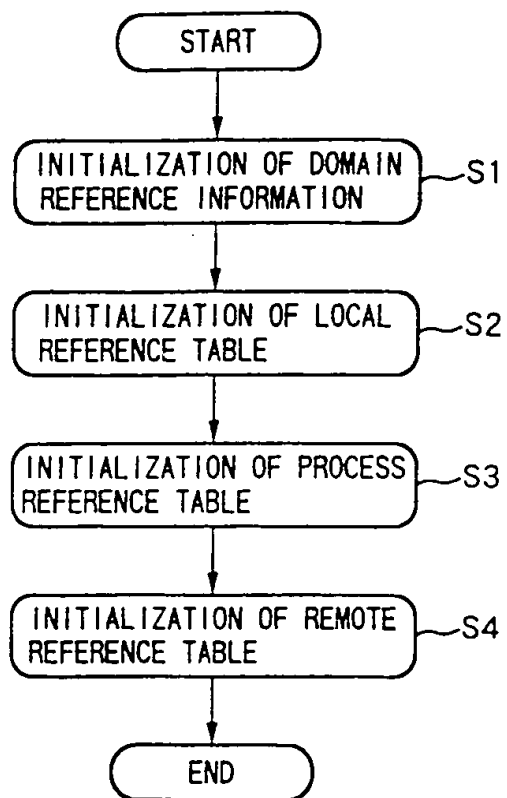 START
INITIALIZATION OF DOMAIN
REFERENCE INFORMATION
S1
INITIALIZATION OF LOCAL
REFERENCE TABLE
S2
INITIALIZATION OF PROCESS
REFERENCE TABLE
S3
INITIALIZATION OF REMOTE
REFERENCE TABLE
S4
END